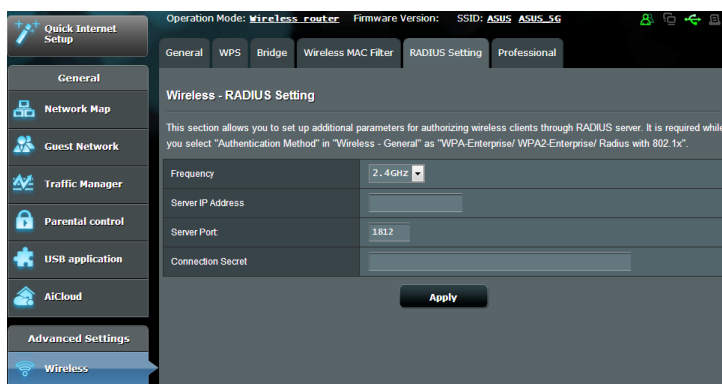 Quick Internet Setup
Operation Mode: Wireless router Firmware Version: SSID: ASUS ASUS_5G
General WPS Bridge Wireless MAC Filter RADIUS Setting Professional
General
Network Map
Guest Network
Traffic Manager
Parental control
USB application
AiCloud
Advanced Settings
Wireless
Wireless - RADIUS Setting
This section allows you to set up additional parameters for authorizing wireless clients through RADIUS server. It is required while
you select "Authentication Method" in "Wireless - General" as "WPA-Enterprise/ WPA2-Enterprise/ Radius with 802.1x".
Frequency 2.4GHz
Server IP Address
Server Port: 1812
Connection Secret
Apply